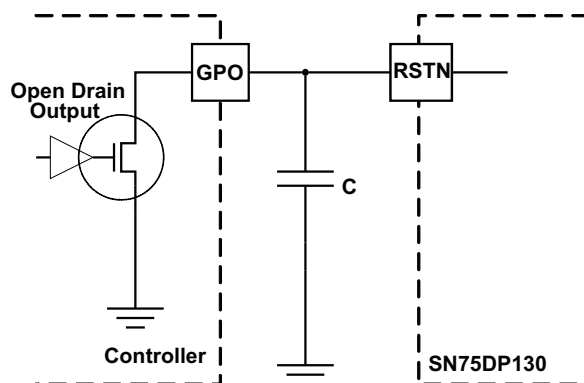 GPO
RSTN
Open Drain
Output
C
Controller
SN75DP130